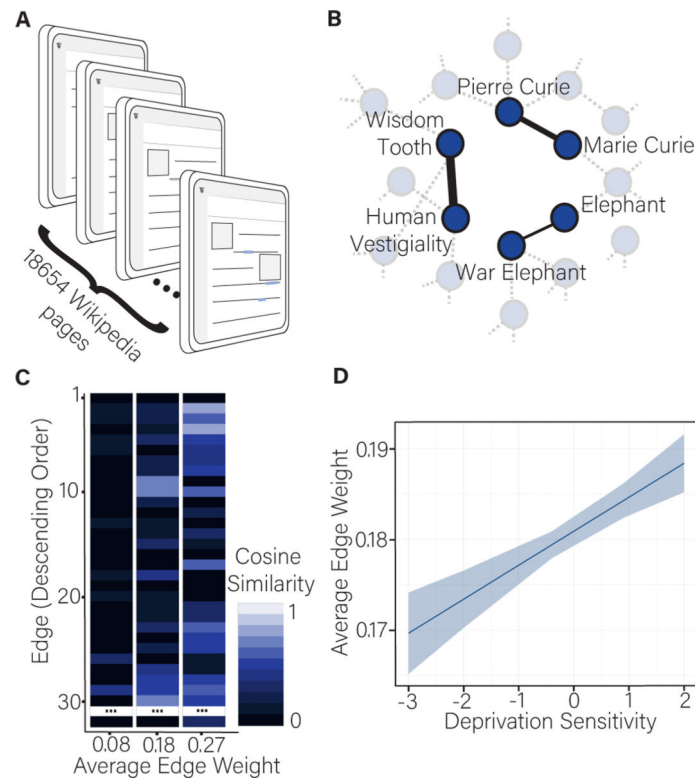 A
18654 Wikipedia
pages
B
Pierre Curie
Wisdom
Tooth
Marie Curie
Elephant
Human
Vestigiality
War Elephant
C
Edge (Descending Order)
1
10
20
30
...
...
...
0.08 0.18 0.27
Average Edge Weight
Cosine
Similarity
1
0
D
Average Edge Weight
0.19
0.18
0.17
-3 -2 -1 0 1 2
Deprivation Sensitivity